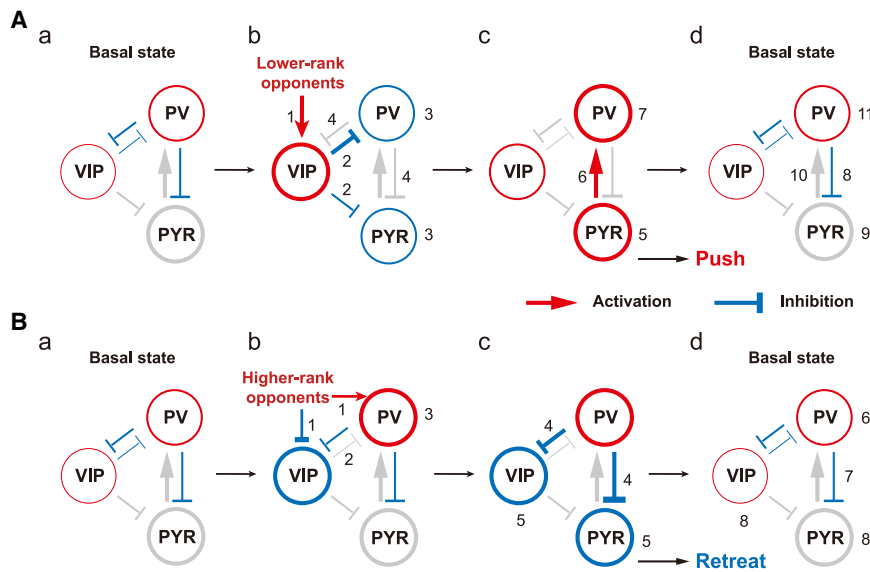 A
a
b
c
d
Basal state
Basal state
Lower-rank
opponents
1
PV
PV
3
PV
7
PV
11
4
2
VIP
VIP
VIP
VIP
6
10
8
2
4
PYR
PYR
3
PYR
5
PYR
9
Push
Activation
Inhibition
B
a
b
c
d
Basal state
Basal state
Higher-rank
opponents
1
1
PV
PV
3
PV
PV
6
4
2
VIP
VIP
VIP
VIP
4
7
5
8
PYR
PYR
PYR
5
PYR
8
Retreat